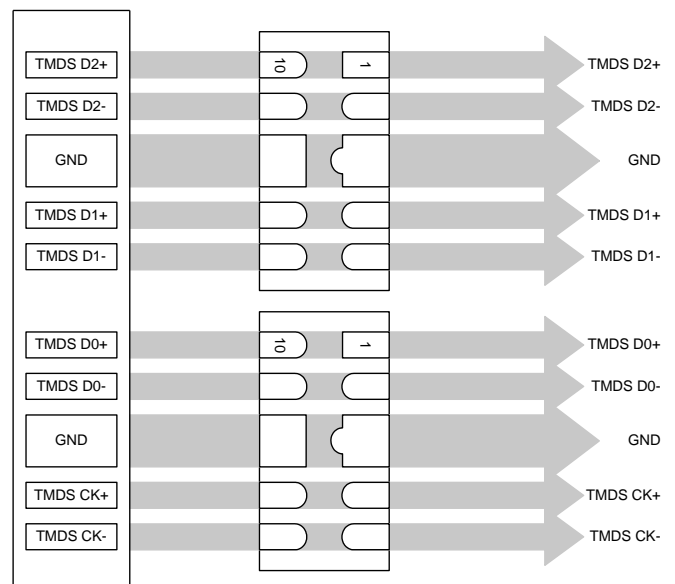 TMDS D2+ 10 1 TMDS D2+
TMDS D2- TMDS D2-
GND GND
TMDS D1+ TMDS D1+
TMDS D1- TMDS D1-
TMDS D0+ 10 1 TMDS D0+
TMDS D0- TMDS D0-
GND GND
TMDS CK+ TMDS CK+
TMDS CK- TMDS CK-